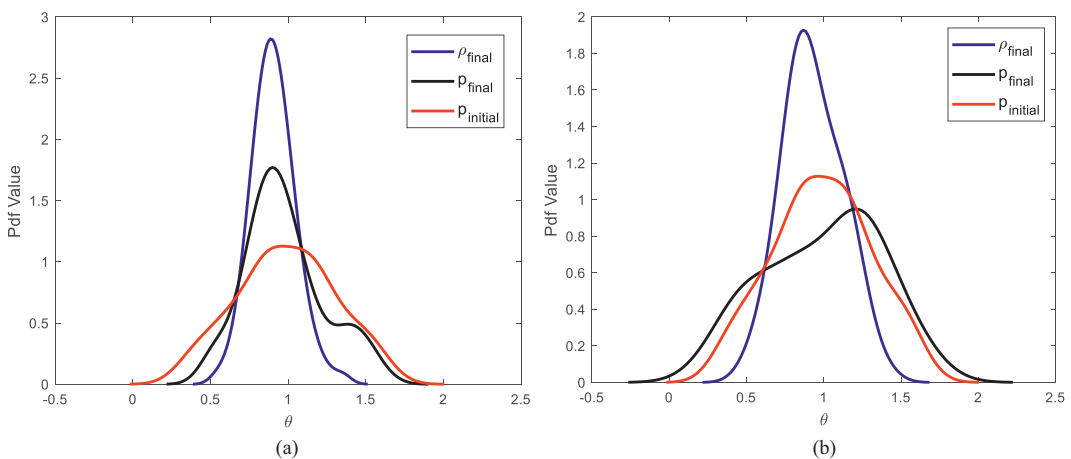 3
2.5
2
1.5
1
0.5
0
-0.5 0 0.5 1 1.5 2 2.5
Pdf Value
θ
ρfinal
pfinal
pinitial
(a)
2
1.8
1.6
1.4
1.2
1
0.8
0.6
0.4
0.2
0
-0.5 0 0.5 1 1.5 2 2.5
Pdf Value
θ
ρfinal
pfinal
pinitial
(b)